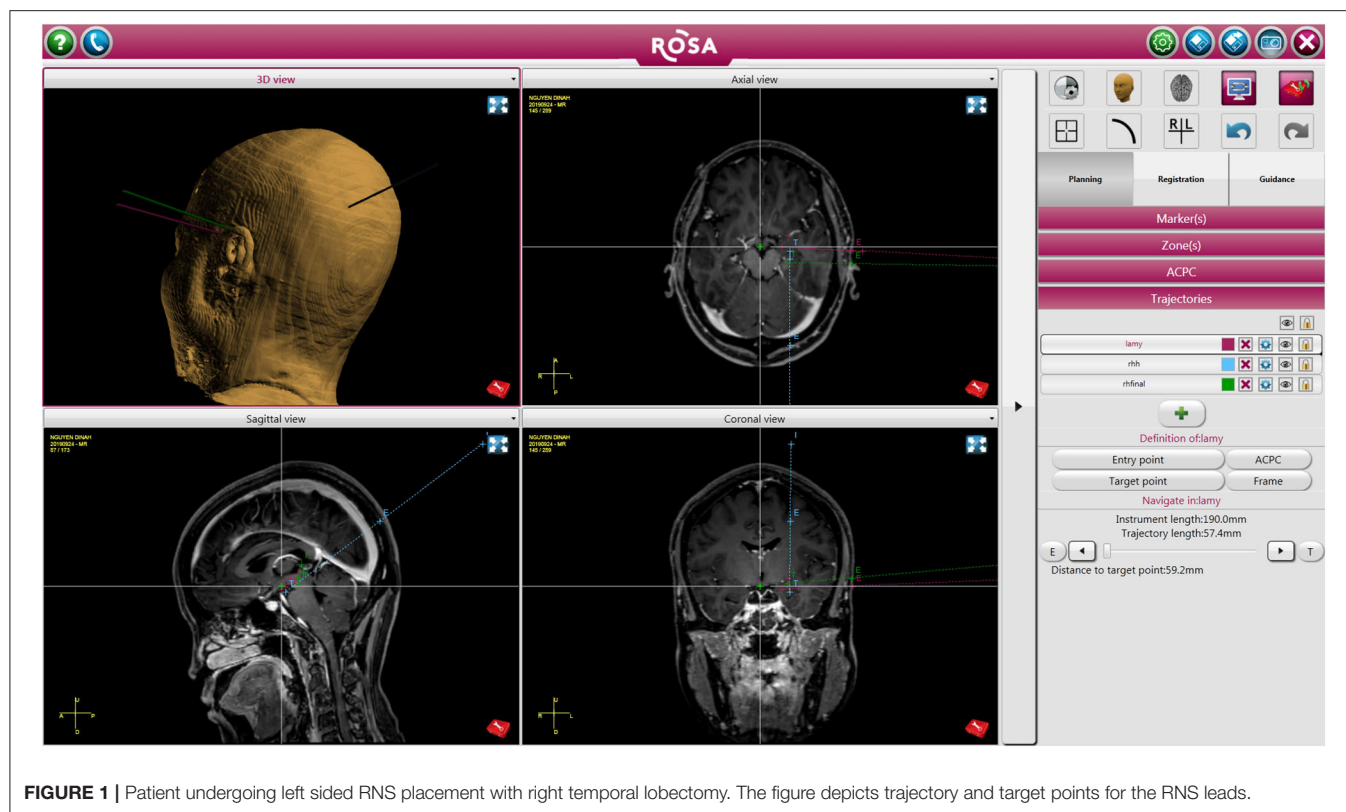 ROSA
3D view
Axial view
NGUYEN DINAH
20190924 - MR
145 / 289
T
E
E
E
A
R L
P
R|L
Planning Registration Guidance
Marker(s)
Zone(s)
ACPC
Trajectories
lamy
rhh
rhfinal
Definition of:lamy
Entry point ACPC
Target point Frame
Navigate in:lamy
Instrument length:190.0mm
Trajectory length:57.4mm
E T
Distance to target point:59.2mm
Sagittal view
Coronal view
NGUYEN DINAH
20190924 - MR
87 / 173
E
T
U
A P
D
NGUYEN DINAH
20190924 - MR
145 / 289
I
E
E
E
T
U
R L
D
FIGURE 1 | Patient undergoing left sided RNS placement with right temporal lobectomy. The figure depicts trajectory and target points for the RNS leads.